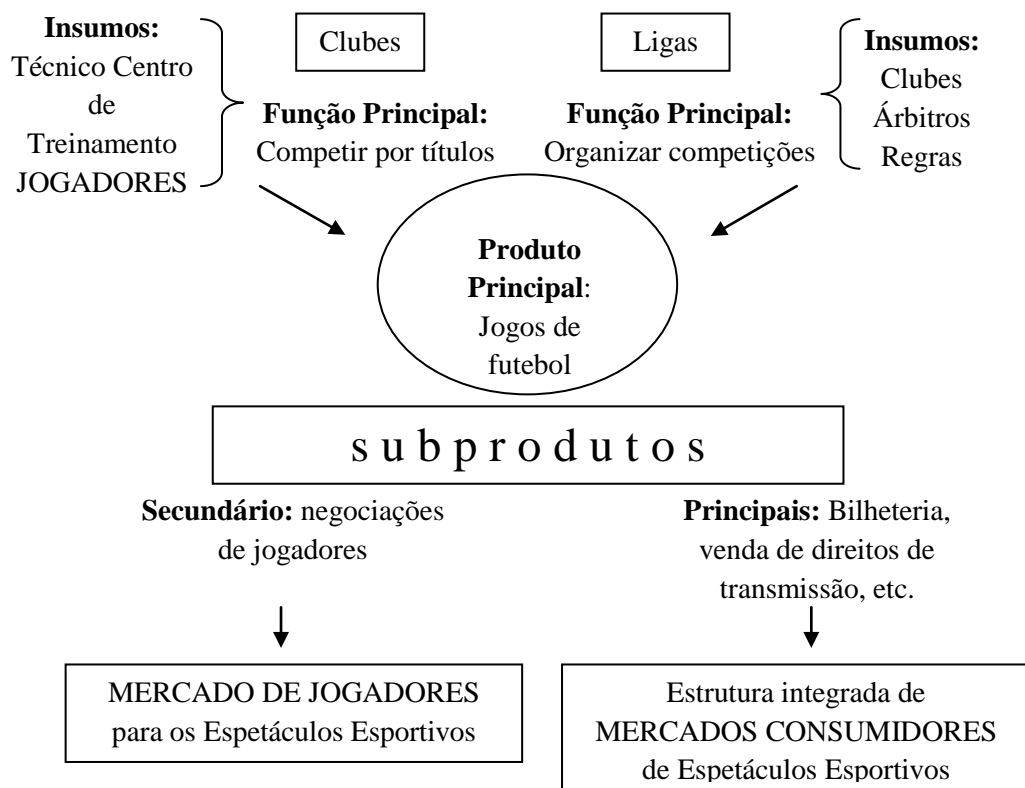 Insumos:
Técnico Centro
de
Treinamento
JOGADORES
Clubes
Função Principal:
Competir por títulos
Ligas
Função Principal:
Organizar competições
Insumos:
Clubes
Árbitros
Regras
Produto
Principal:
Jogos de
futebol
s u b p r o d u t o s
Secundário: negociações
de jogadores
Principais: Bilheteria,
venda de direitos de
transmissão, etc.
MERCADO DE JOGADORES
para os Espetáculos Esportivos
Estrutura integrada de
MERCADOS CONSUMIDORES
de Espetáculos Esportivos